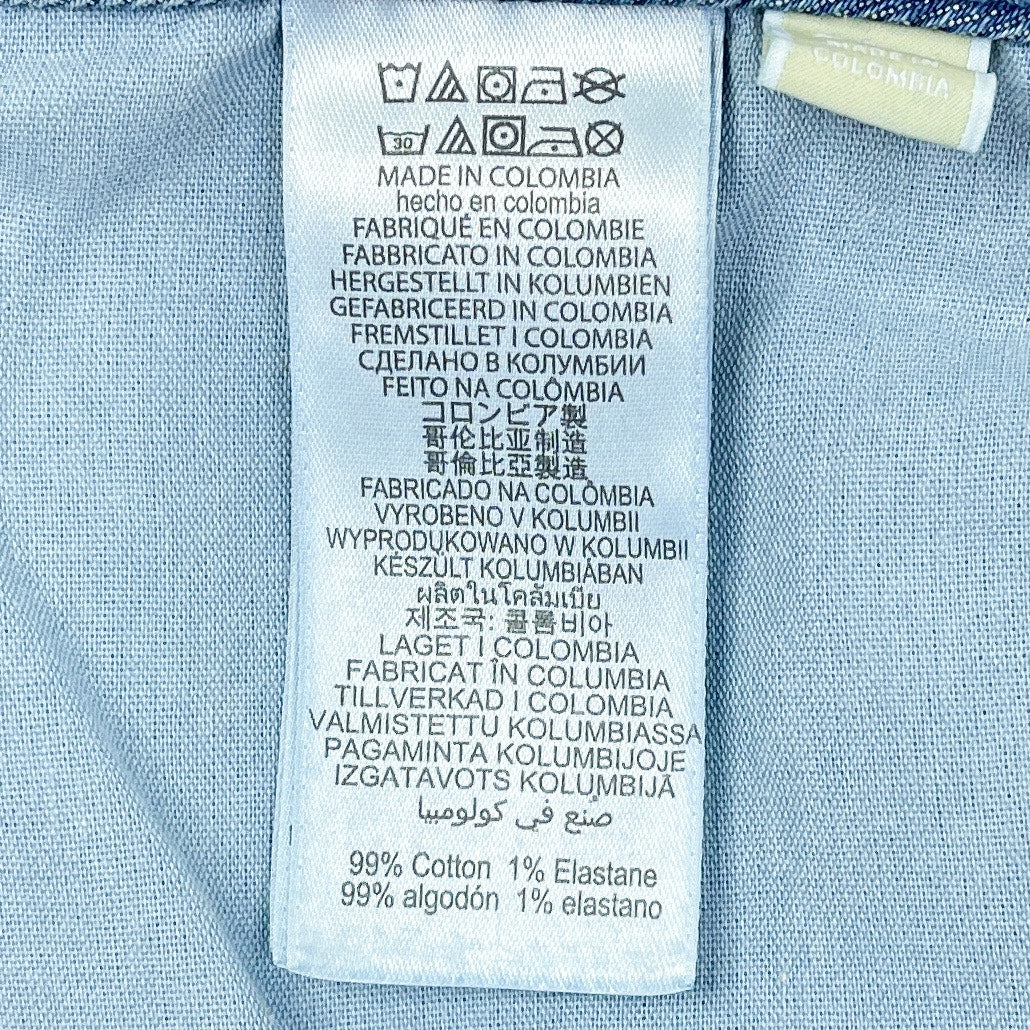 MADE IN
COLOMBIA
30
MADE IN COLOMBIA
hecho en colombia
FABRIQUÉ EN COLOMBIE
FABBRICATO IN COLOMBIA
HERGESTELLT IN KOLUMBIEN
GEFABRICEERD IN COLOMBIA
FREMSTILLET I COLOMBIA
СДЕЛАНО В КОЛУМБИИ
FEITO NA COLÔMBIA
コロンビア製
哥伦比亚制造
哥倫比亞製造
FABRICADO NA COLÔMBIA
VYROBENO V KOLUMBII
WYPRODUKOWANO W KOLUMBII
KÉSZÜLT KOLUMBIÁBAN
ผลิตในโคลัมเบีย
제조국: 콜롬비아
LAGET I COLOMBIA
FABRICAT ÎN COLUMBIA
TILLVERKAD I COLOMBIA
VALMISTETTU KOLUMBIASSA
PAGAMINTA KOLUMBIJOJE
IZGATAVOTS KOLUMBIJĀ
صنع في كولومبيا
99% Cotton 1% Elastane
99% algodón 1% elastano